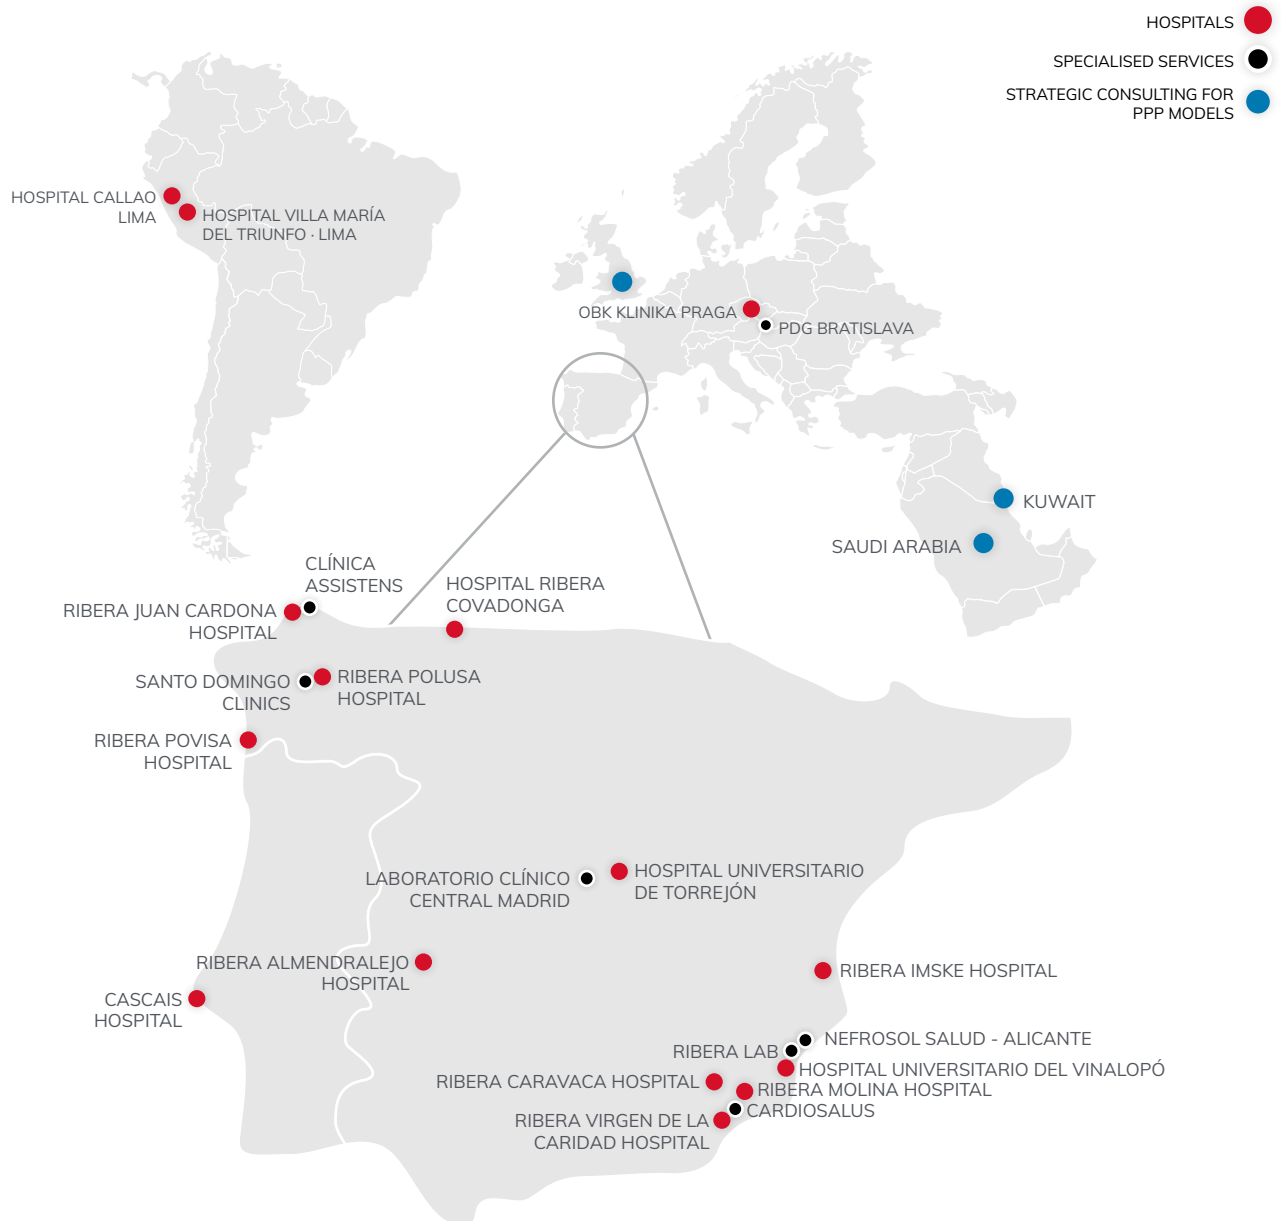 HOSPITALS
SPECIALISED SERVICES
STRATEGIC CONSULTING FOR
PPP MODELS
HOSPITAL CALLAO
LIMA
HOSPITAL VILLA MARÍA
DEL TRIUNFO · LIMA
OBK KLINIKA PRAGA
PDG BRATISLAVA
KUWAIT
SAUDI ARABIA
CLÍNICA
ASSISTENS
HOSPITAL RIBERA
COVADONGA
RIBERA JUAN CARDONA
HOSPITAL
SANTO DOMINGO
CLINICS
RIBERA POLUSA
HOSPITAL
RIBERA POVISA
HOSPITAL
LABORATORIO CLÍNICO
CENTRAL MADRID
HOSPITAL UNIVERSITARIO
DE TORREJÓN
RIBERA ALMENDRALEJO
HOSPITAL
RIBERA IMSKE HOSPITAL
CASCAIS
HOSPITAL
NEFROSOL SALUD - ALICANTE
RIBERA LAB
HOSPITAL UNIVERSITARIO DEL VINALOPÓ
RIBERA CARAVACA HOSPITAL
RIBERA MOLINA HOSPITAL
CARDIOSALUS
RIBERA VIRGEN DE LA
CARIDAD HOSPITAL